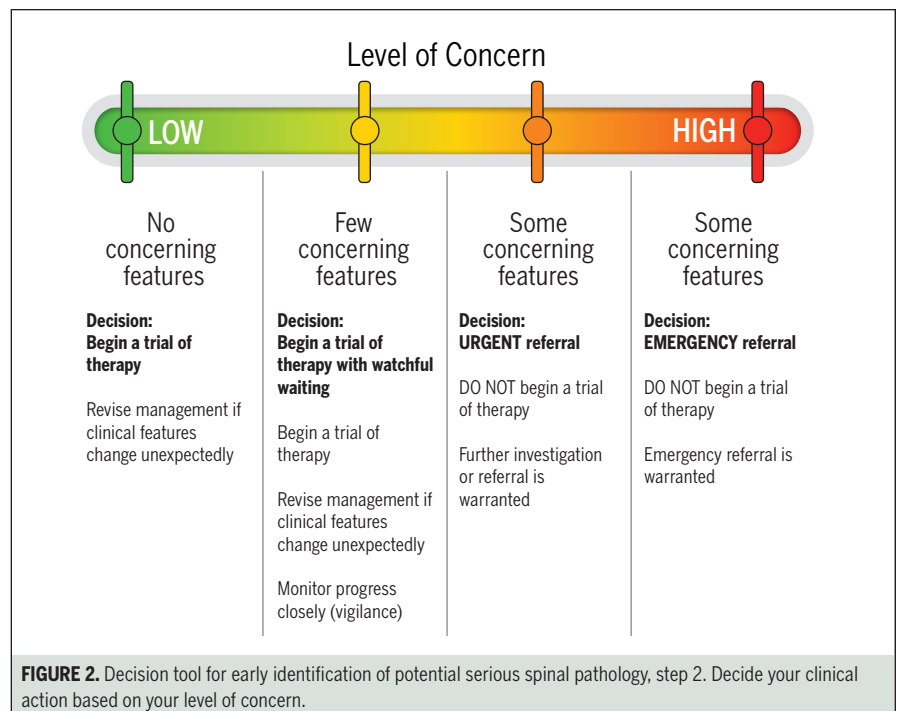 Level of Concern
LOW
HIGH
No
concerning
features
Decision:
Begin a trial of
therapy
Revise management if
clinical features
change unexpectedly
Few
concerning
features
Decision:
Begin a trial of
therapy with watchful
waiting
Begin a trial of
therapy
Revise management if
clinical features
change unexpectedly
Monitor progress
closely (vigilance)
Some
concerning
features
Decision:
URGENT referral
DO NOT begin a trial
of therapy
Further investigation
or referral is
warranted
Some
concerning
features
Decision:
EMERGENCY referral
DO NOT begin a trial
of therapy
Emergency referral is
warranted
FIGURE 2. Decision tool for early identification of potential serious spinal pathology, step 2. Decide your clinical
action based on your level of concern.